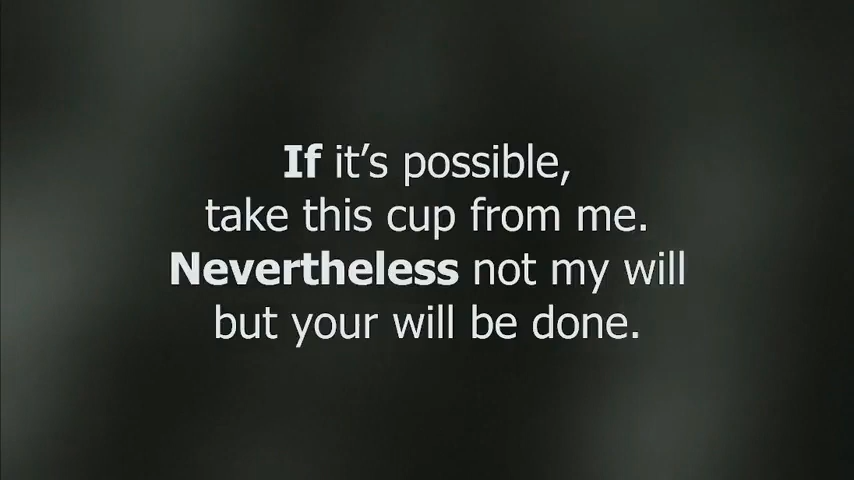 If it’s possible,
take this cup from me.
Nevertheless not my will
but your will be done.